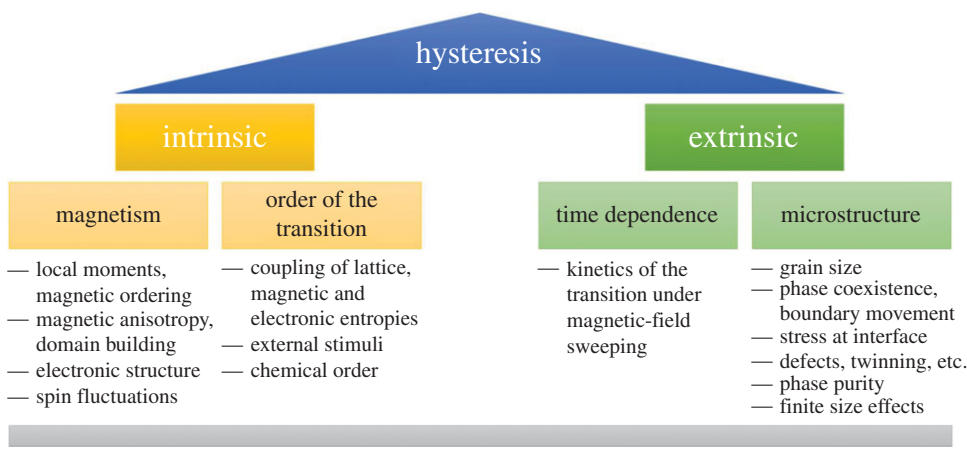 hysteresis
intrinsic
extrinsic
magnetism
order of the
transition
time dependence
microstructure
— local moments,
magnetic ordering
— magnetic anisotropy,
domain building
— electronic structure
— spin fluctuations
— coupling of lattice,
magnetic and
electronic entropies
— external stimuli
— chemical order
— kinetics of the
transition under
magnetic-field
sweeping
— grain size
— phase coexistence,
boundary movement
— stress at interface
— defects, twinning, etc.
— phase purity
— finite size effects